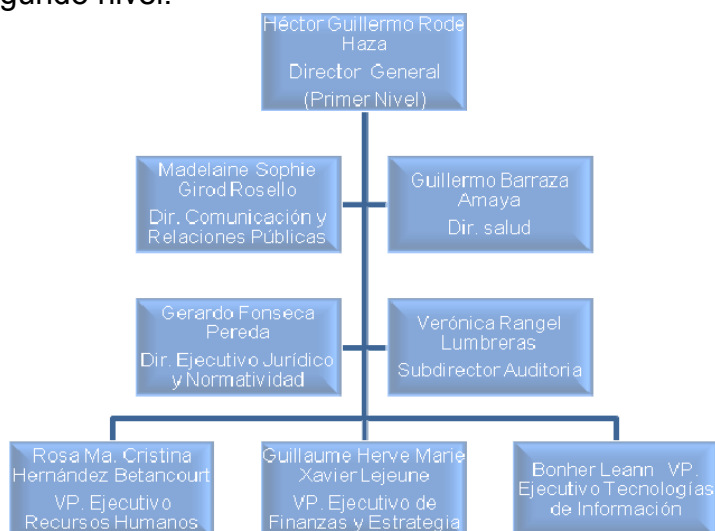 gundo nivel.
Héctor Guillermo Rode
Haza
Director General
(Primer Nivel)
Madelaine Sophie
Girod Rosello
Dir. Comunicación y
Relaciones Públicas
Guillermo Barraza
Amaya
Dir. salud
Gerardo Fonseca
Pereda
Dir. Ejecutivo Jurídico
y Normatividad
Verónica Rangel
Lumbreras
Subdirector Auditoria
Rosa Ma. Cristina
Hernández Betancourt
VP. Ejecutivo
Recursos Humanos
Guillaume Herve Marie
Xavier Lejeune
VP. Ejecutivo de
Finanzas y Estrategia
Bonher Leann VP.
Ejecutivo Tecnologías
de Información